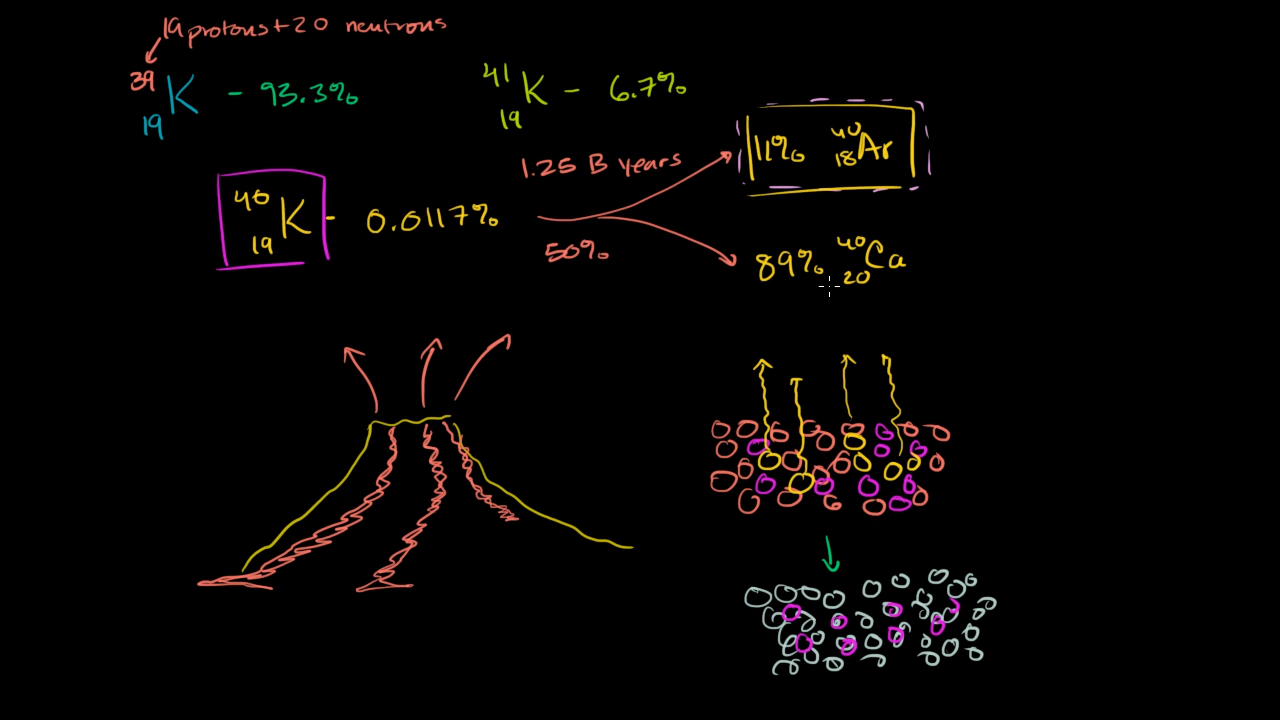 19 protons + 20 neutrons
39 19 K - 93.3%
41 19 K - 6.7%
1.25 B years
11% 40 18 Ar
40 19 K - 0.0117%
50%
89% 40 20 Ca